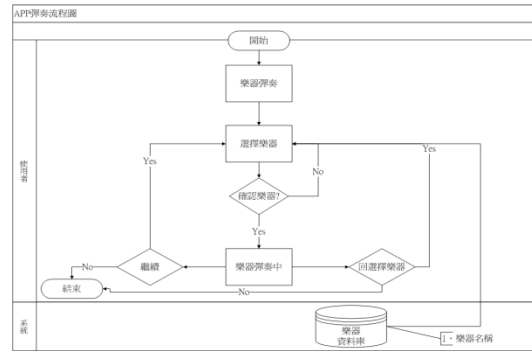 APP彈奏流程圖
開始
樂器彈奏
選擇樂器
Yes
Yes
No
使用者
確認樂器?
Yes
No
繼續
樂器彈奏中
回選擇樂器
結束
No
系統
樂器
資料庫
1、樂器名稱